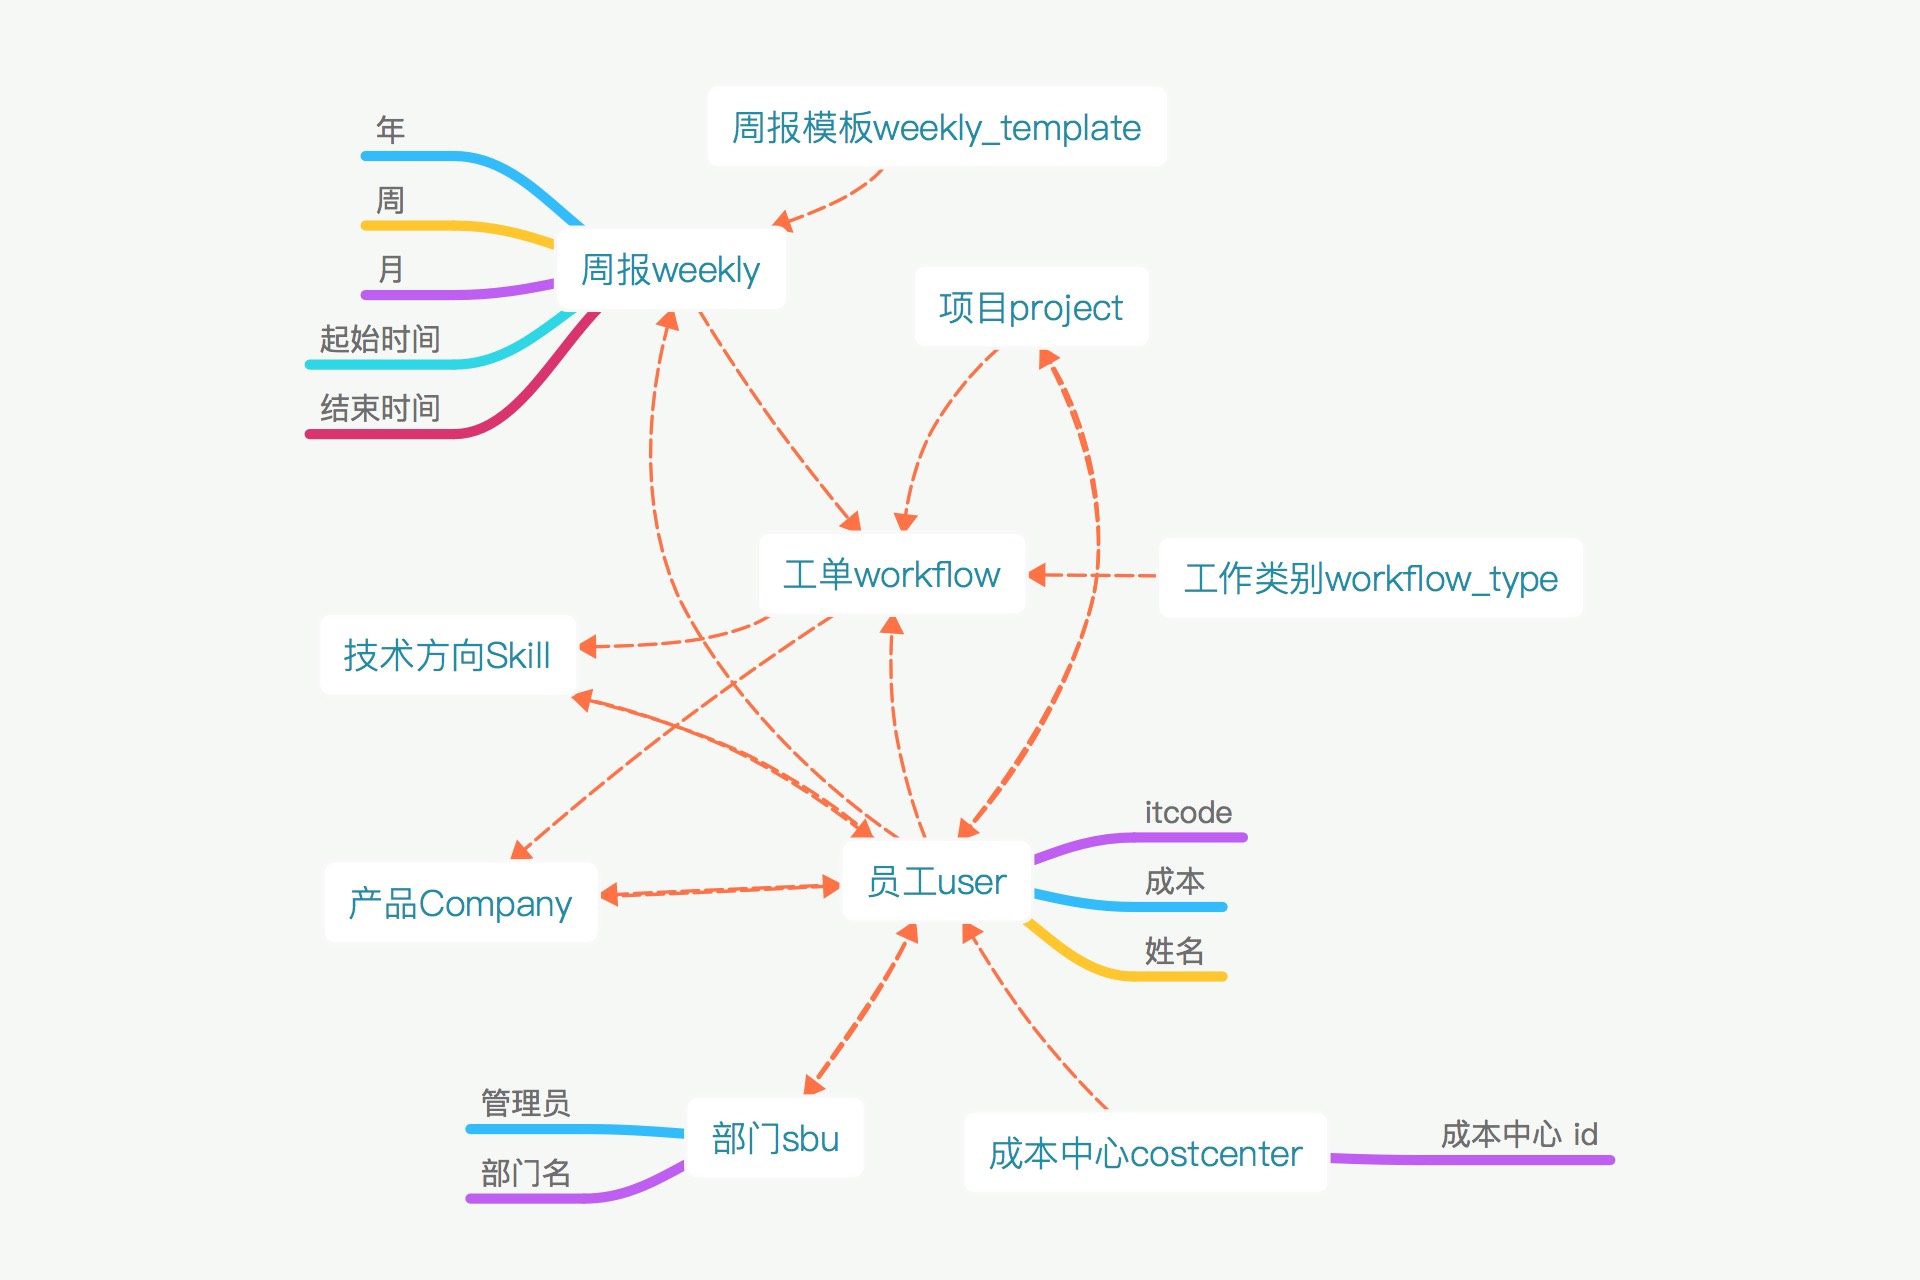 周报模板weekly_template
年
周
月
起始时间
结束时间
周报weekly
项目project
工单workflow
工作类别workflow_type
技术方向Skill
产品Company
员工user
itcode
成本
姓名
管理员
部门名
部门sbu
成本中心costcenter
成本中心 id